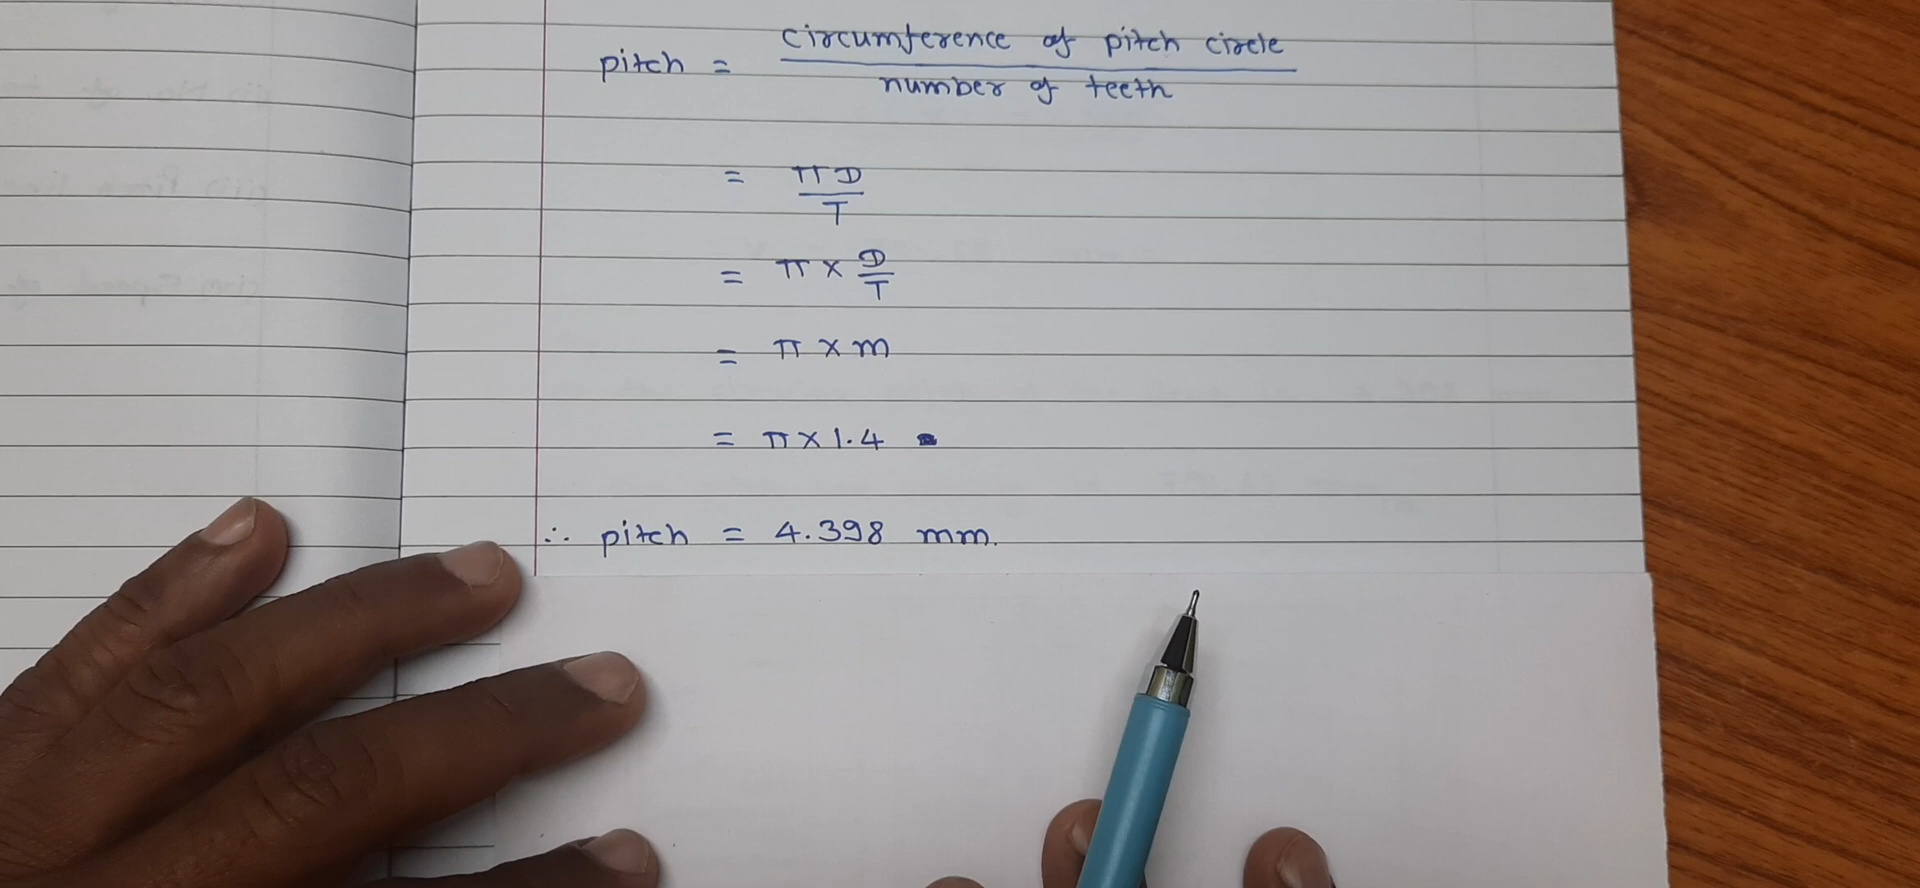 pitch = circumference of pitch circle / number of teeth
= πD / T
= π × D / T
= π × m
= π × 1.4
∴ pitch = 4.398 mm.